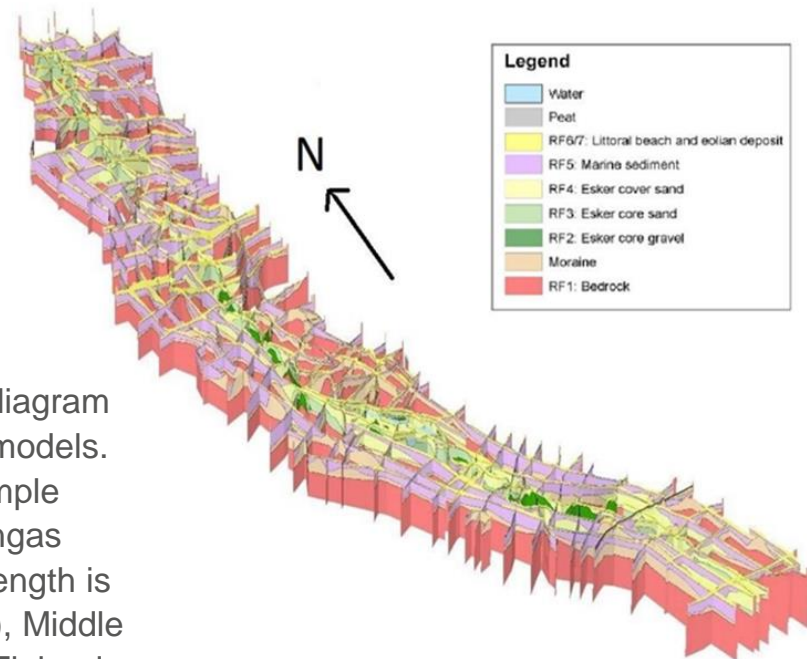 N
Legend
Water
Peat
RF6/7: Littoral beach and eolian deposit
RF5: Marine sediment
RF4: Esker cover sand
RF3: Esker core sand
RF2: Esker core gravel
Moraine
RF1: Bedrock
diagram
models.
mple
ngas
ength is
), Middle